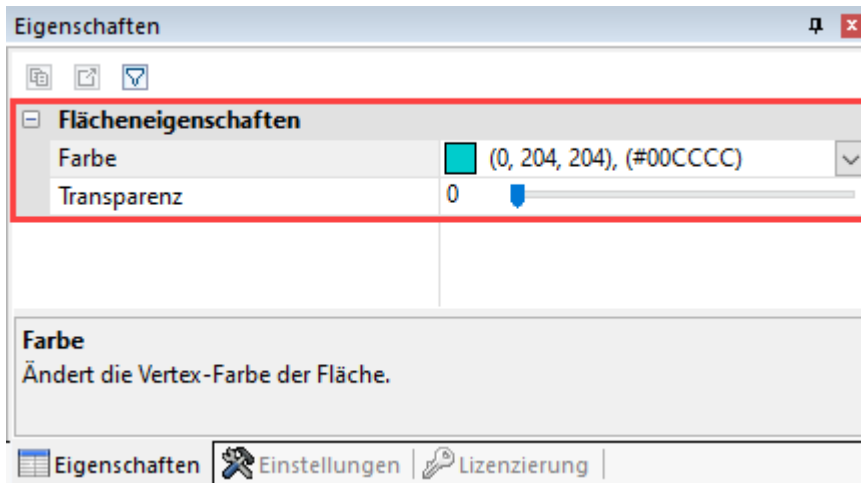 Eigenschaften
Flächeneigenschaften
Farbe (0, 204, 204), (#00CCCC)
Transparenz 0
Farbe
Ändert die Vertex-Farbe der Fläche.
Eigenschaften Einstellungen Lizenzierung